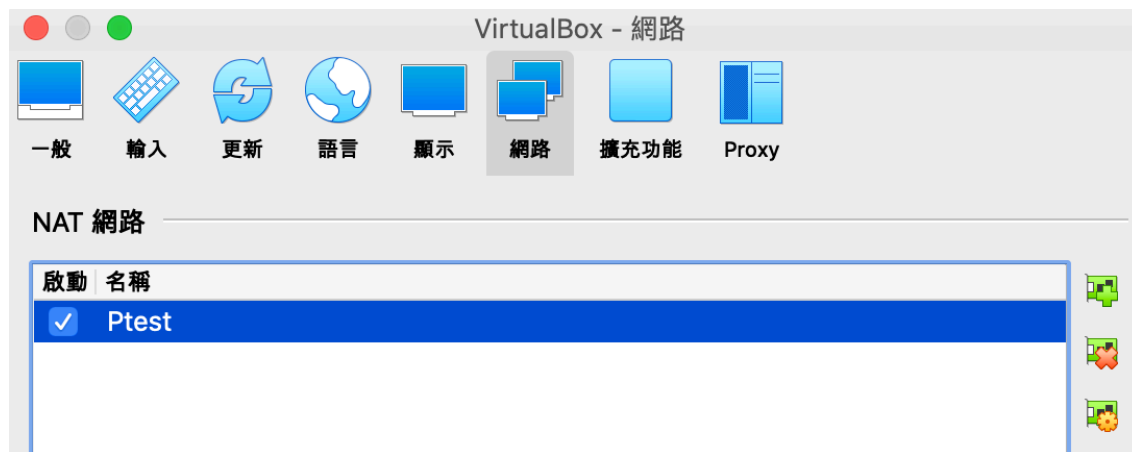 VirtualBox - 網路
一般 輸入 更新 語言 顯示 網路 擴充功能 Proxy
NAT 網路
啟動 名稱
Ptest